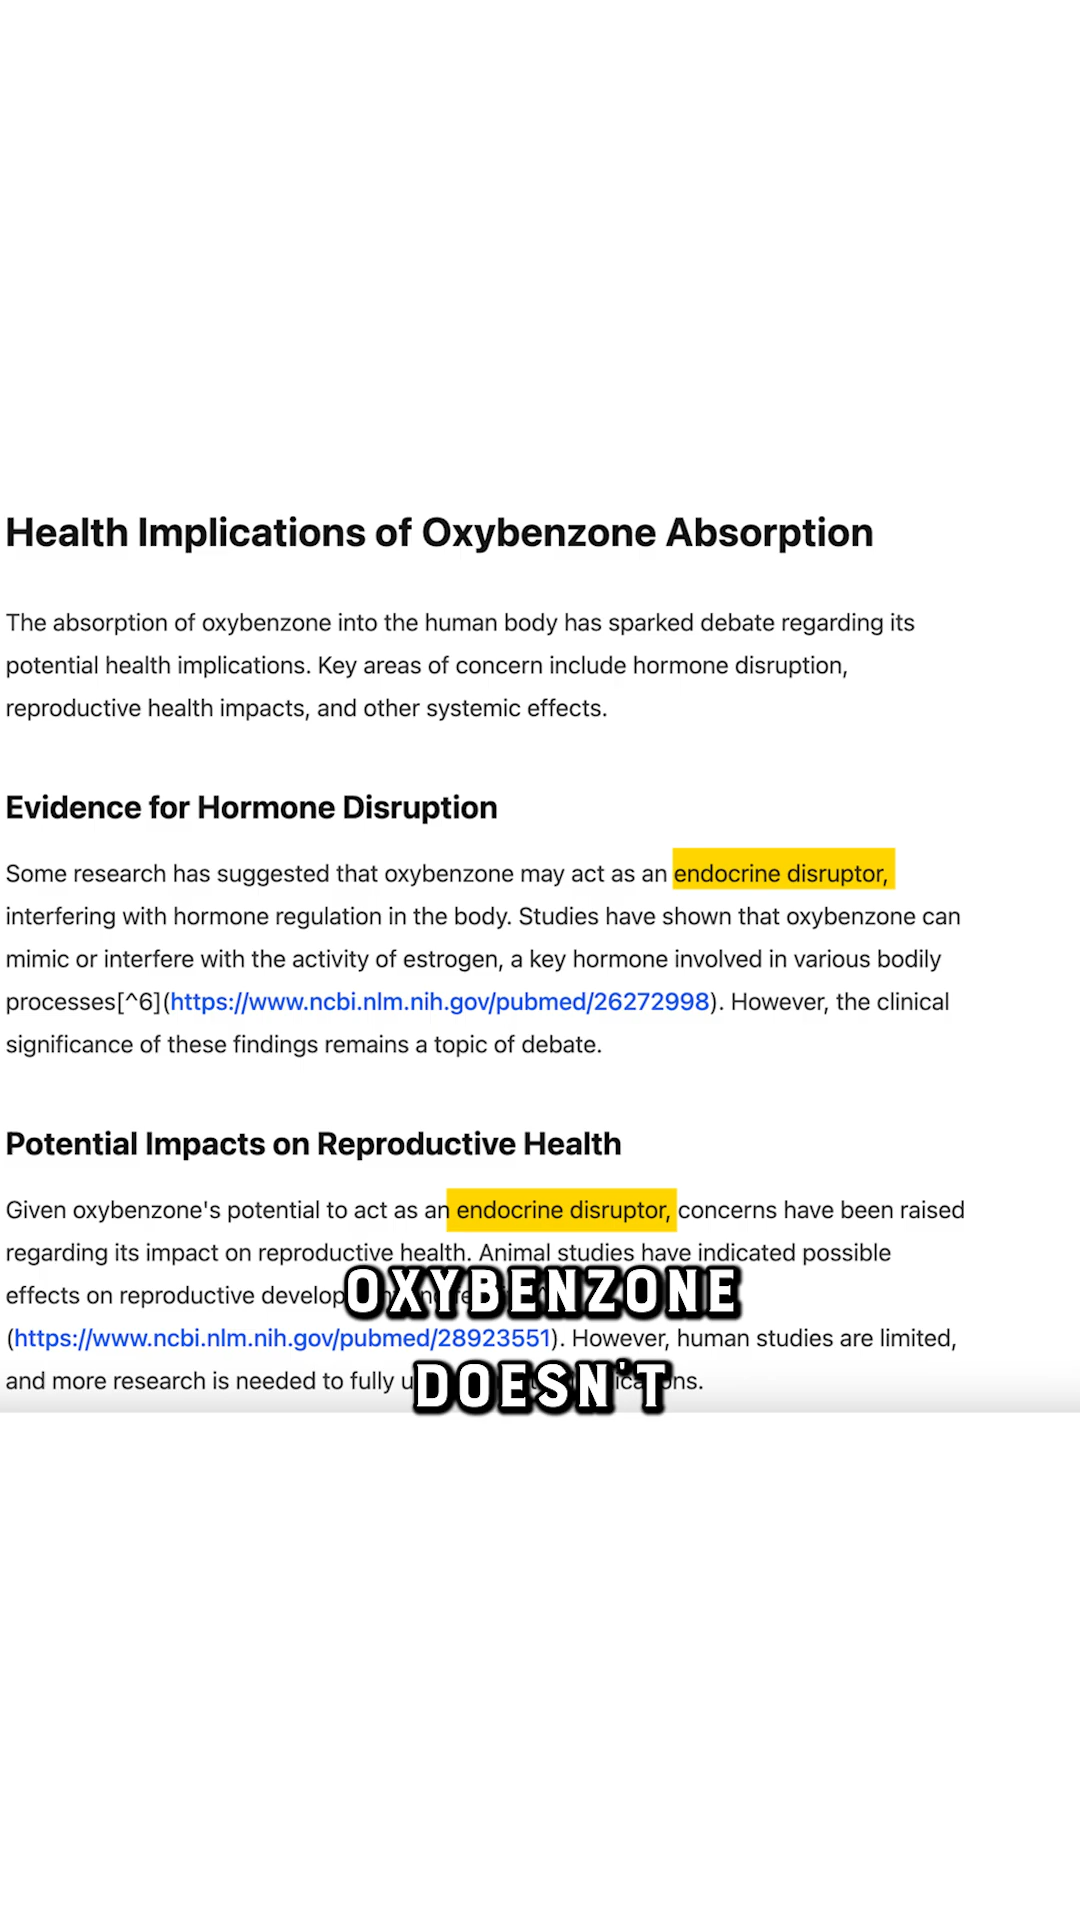 Health Implications of Oxybenzone Absorption
The absorption of oxybenzone into the human body has sparked debate regarding its
potential health implications. Key areas of concern include hormone disruption,
reproductive health impacts, and other systemic effects.
Evidence for Hormone Disruption
Some research has suggested that oxybenzone may act as an endocrine disruptor,
interfering with hormone regulation in the body. Studies have shown that oxybenzone can
mimic or interfere with the activity of estrogen, a key hormone involved in various bodily
processes[^6](https://www.ncbi.nlm.nih.gov/pubmed/26272998). However, the clinical
significance of these findings remains a topic of debate.
Potential Impacts on Reproductive Health
Given oxybenzone's potential to act as an endocrine disruptor, concerns have been raised
regarding its impact on reproductive health. Animal studies have indicated possible
effects on reproductive
OXYBENZONE
(https://www.ncbi.nlm.nih.gov/pubmed/28923551). However, human studies are limited,
and more research is needed to fully
DOESN'T